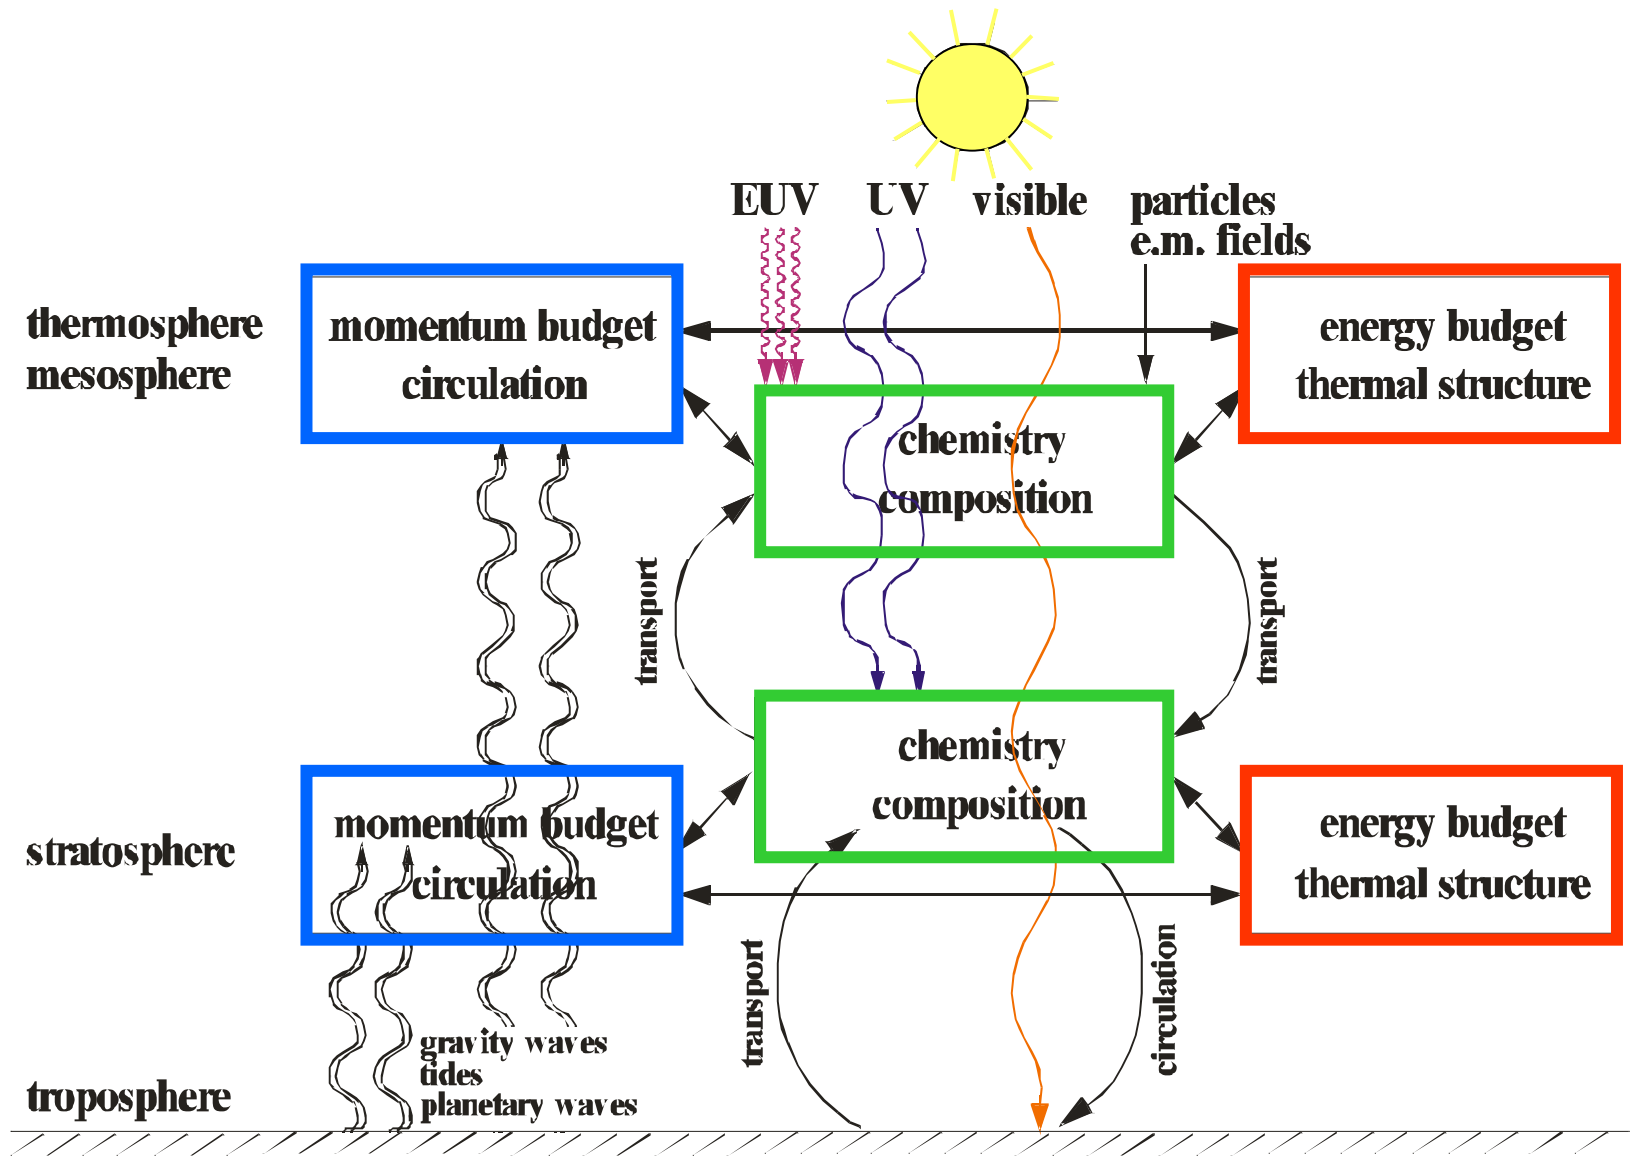 EUV
UV
visible
particles
e.m. fields
thermosphere
mesosphere
momentum budget
circulation
energy budget
thermal structure
chemistry
composition
transport
transport
chemistry
composition
stratosphere
momentum budget
circulation
energy budget
thermal structure
transport
circulation
gravity waves
tides
planetary waves
troposphere